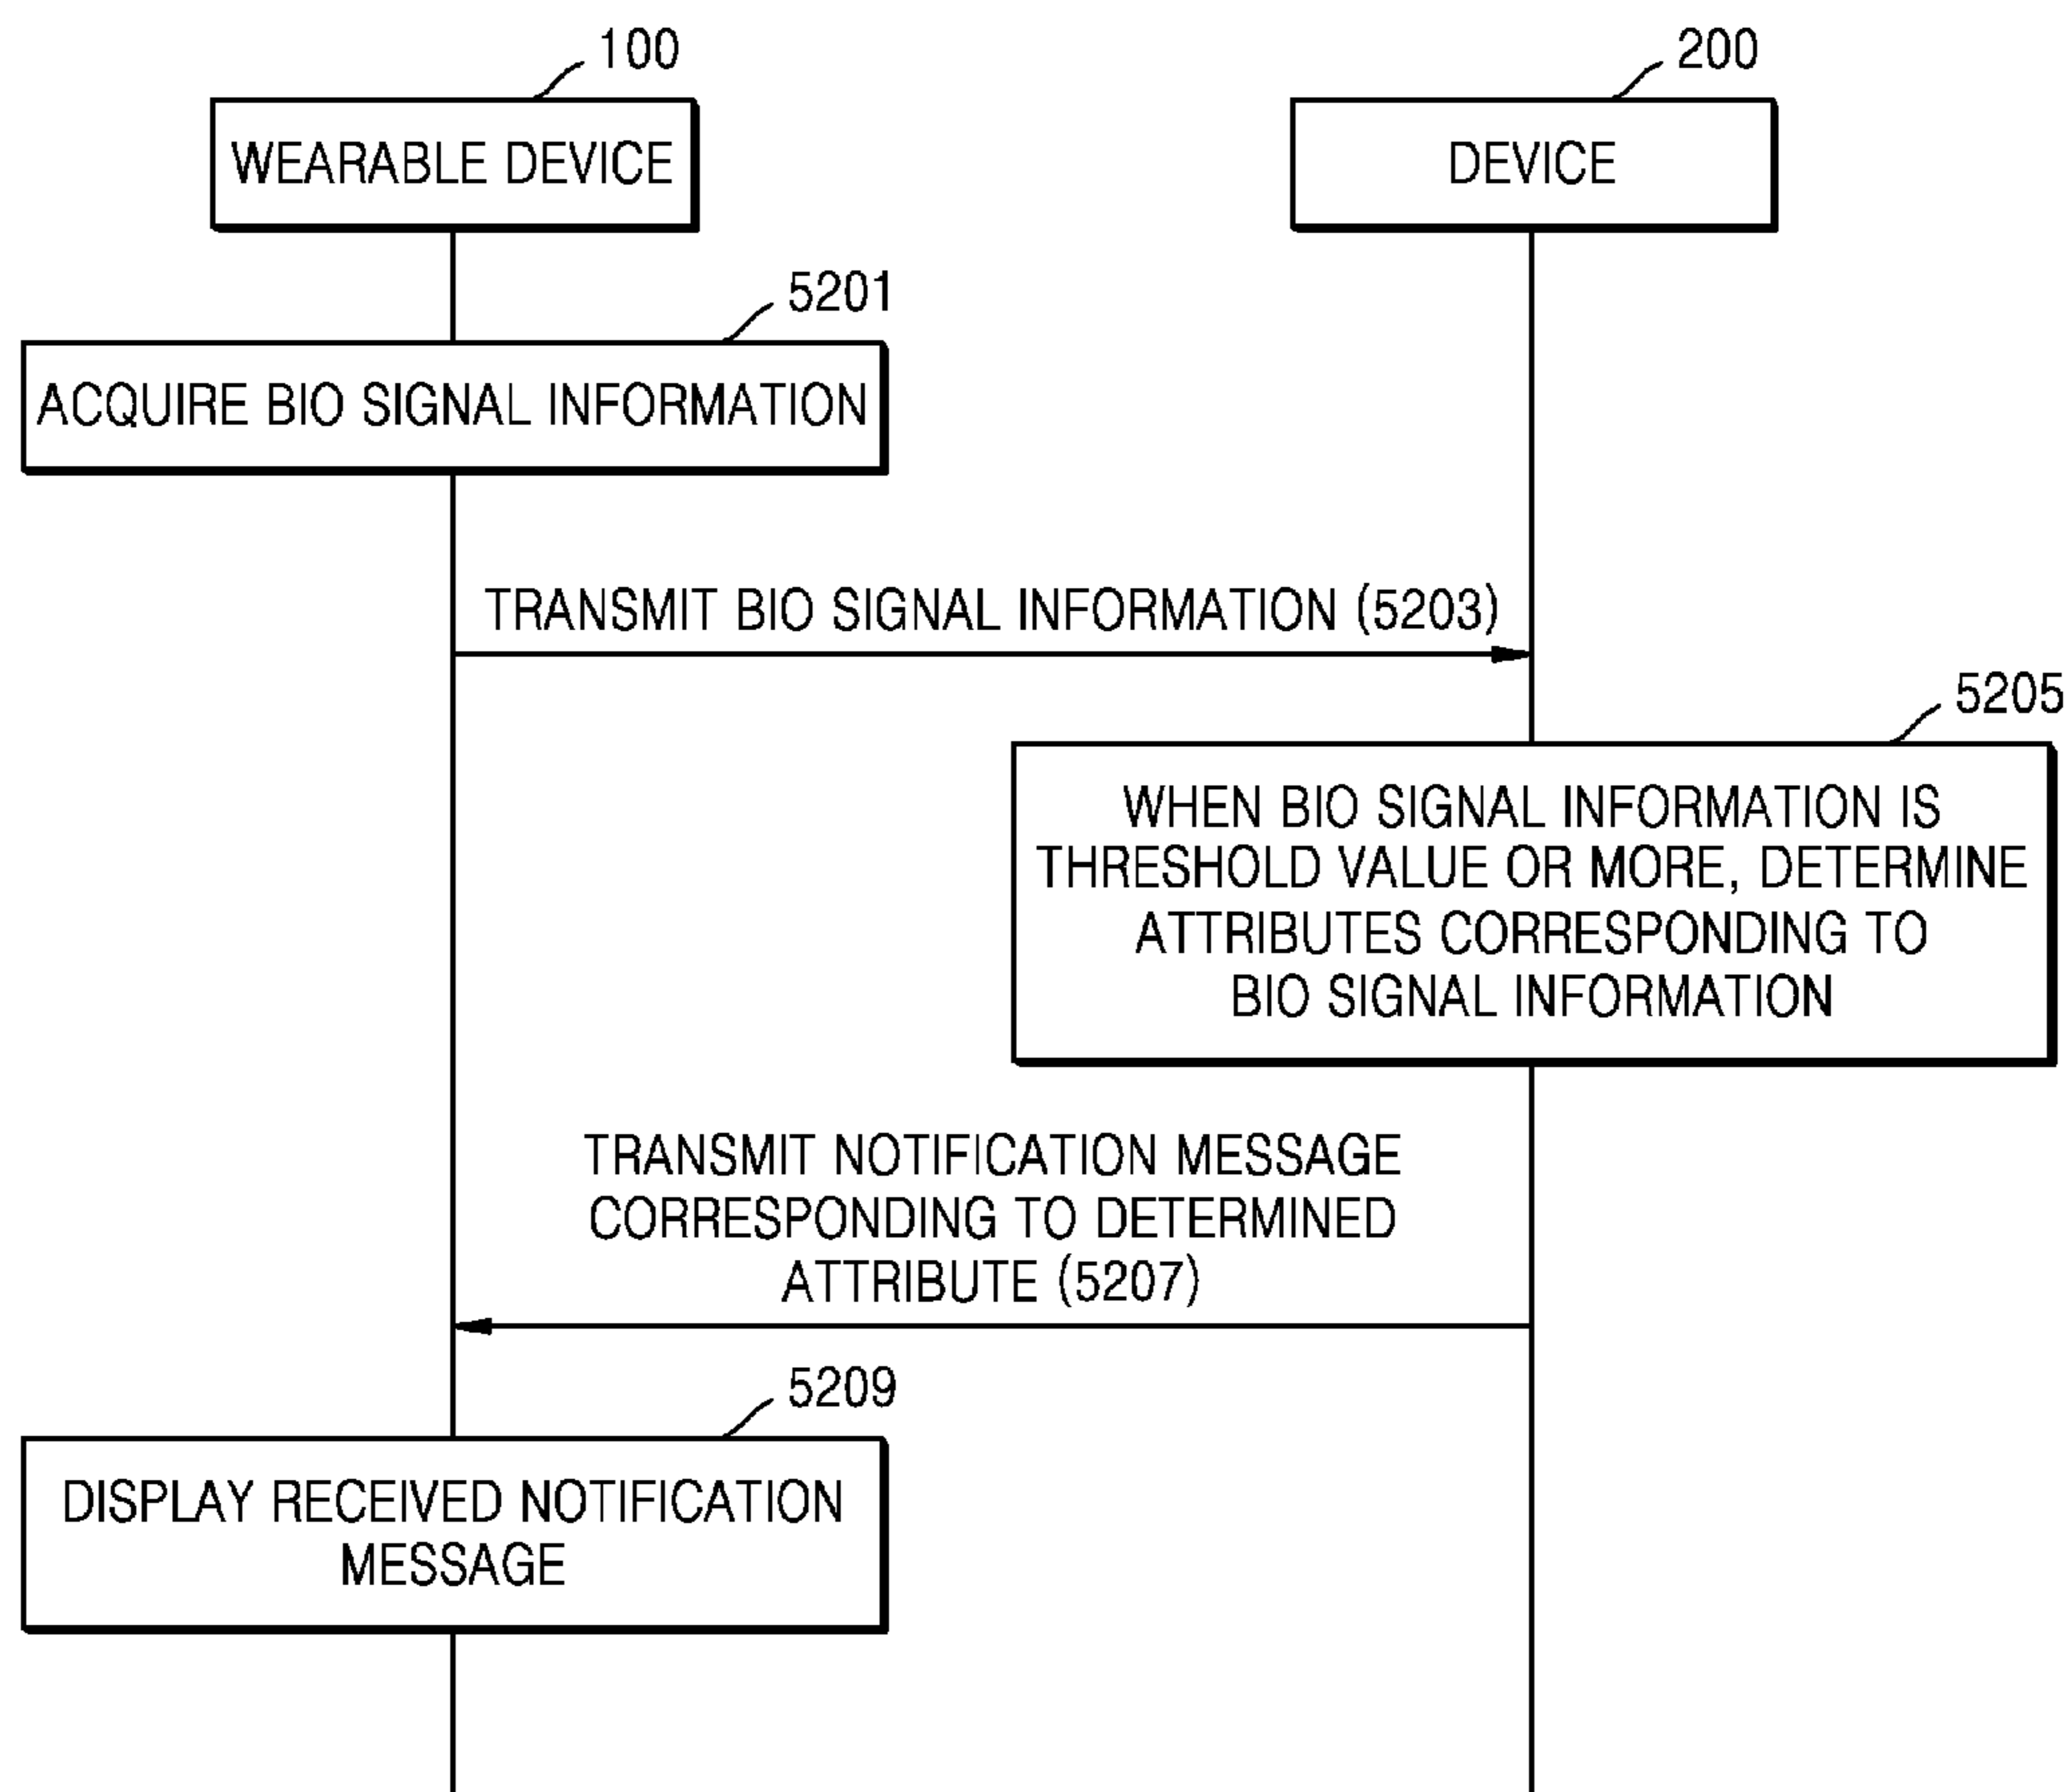 100
200
WEARABLE DEVICE
DEVICE
5201
ACQUIRE BIO SIGNAL INFORMATION
TRANSMIT BIO SIGNAL INFORMATION (5203)
5205
WHEN BIO SIGNAL INFORMATION IS
THRESHOLD VALUE OR MORE, DETERMINE
ATTRIBUTES CORRESPONDING TO
BIO SIGNAL INFORMATION
TRANSMIT NOTIFICATION MESSAGE
CORRESPONDING TO DETERMINED
ATTRIBUTE (5207)
5209
DISPLAY RECEIVED NOTIFICATION
MESSAGE